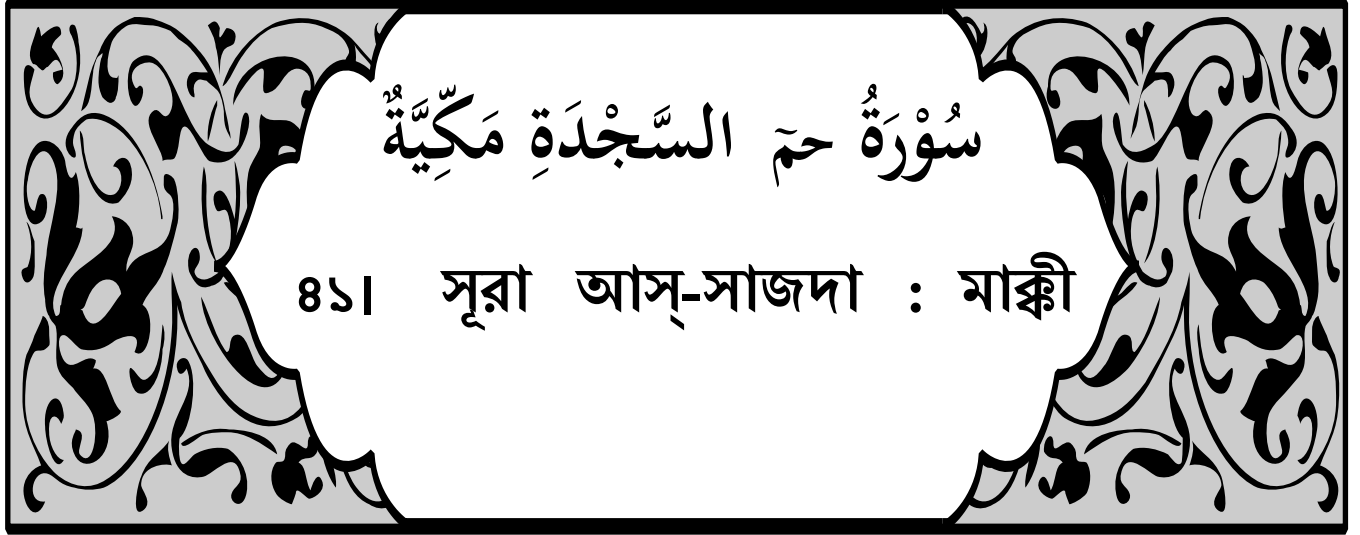 سُوْرَةُ حمٓ السَّجْدَةِ مَكِّيَّةٌ
৪১। সূরা আস্-সাজদা : মাক্কী